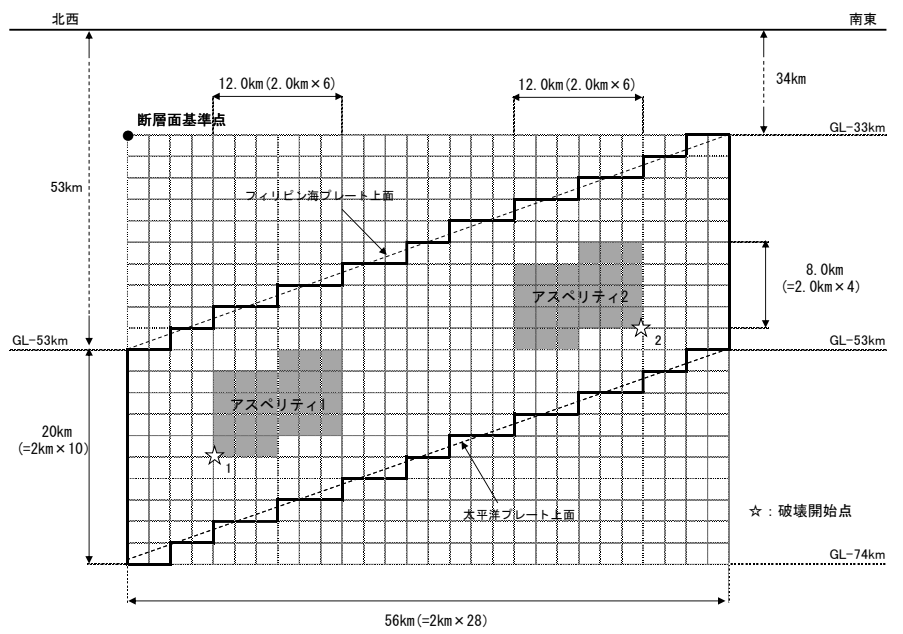 北西
南東
12.0km(2.0km×6)
12.0km(2.0km×6)
34km
断層面基準点
GL-33km
53km
フィリピン海プレート上面
8.0km
(=2.0km×4)
アスペリティ2
2
GL-53km
GL-53km
アスペリティ1
20km
(=2km×10)
1
太平洋プレート上面
☆：破壊開始点
GL-74km
56km(=2km×28)